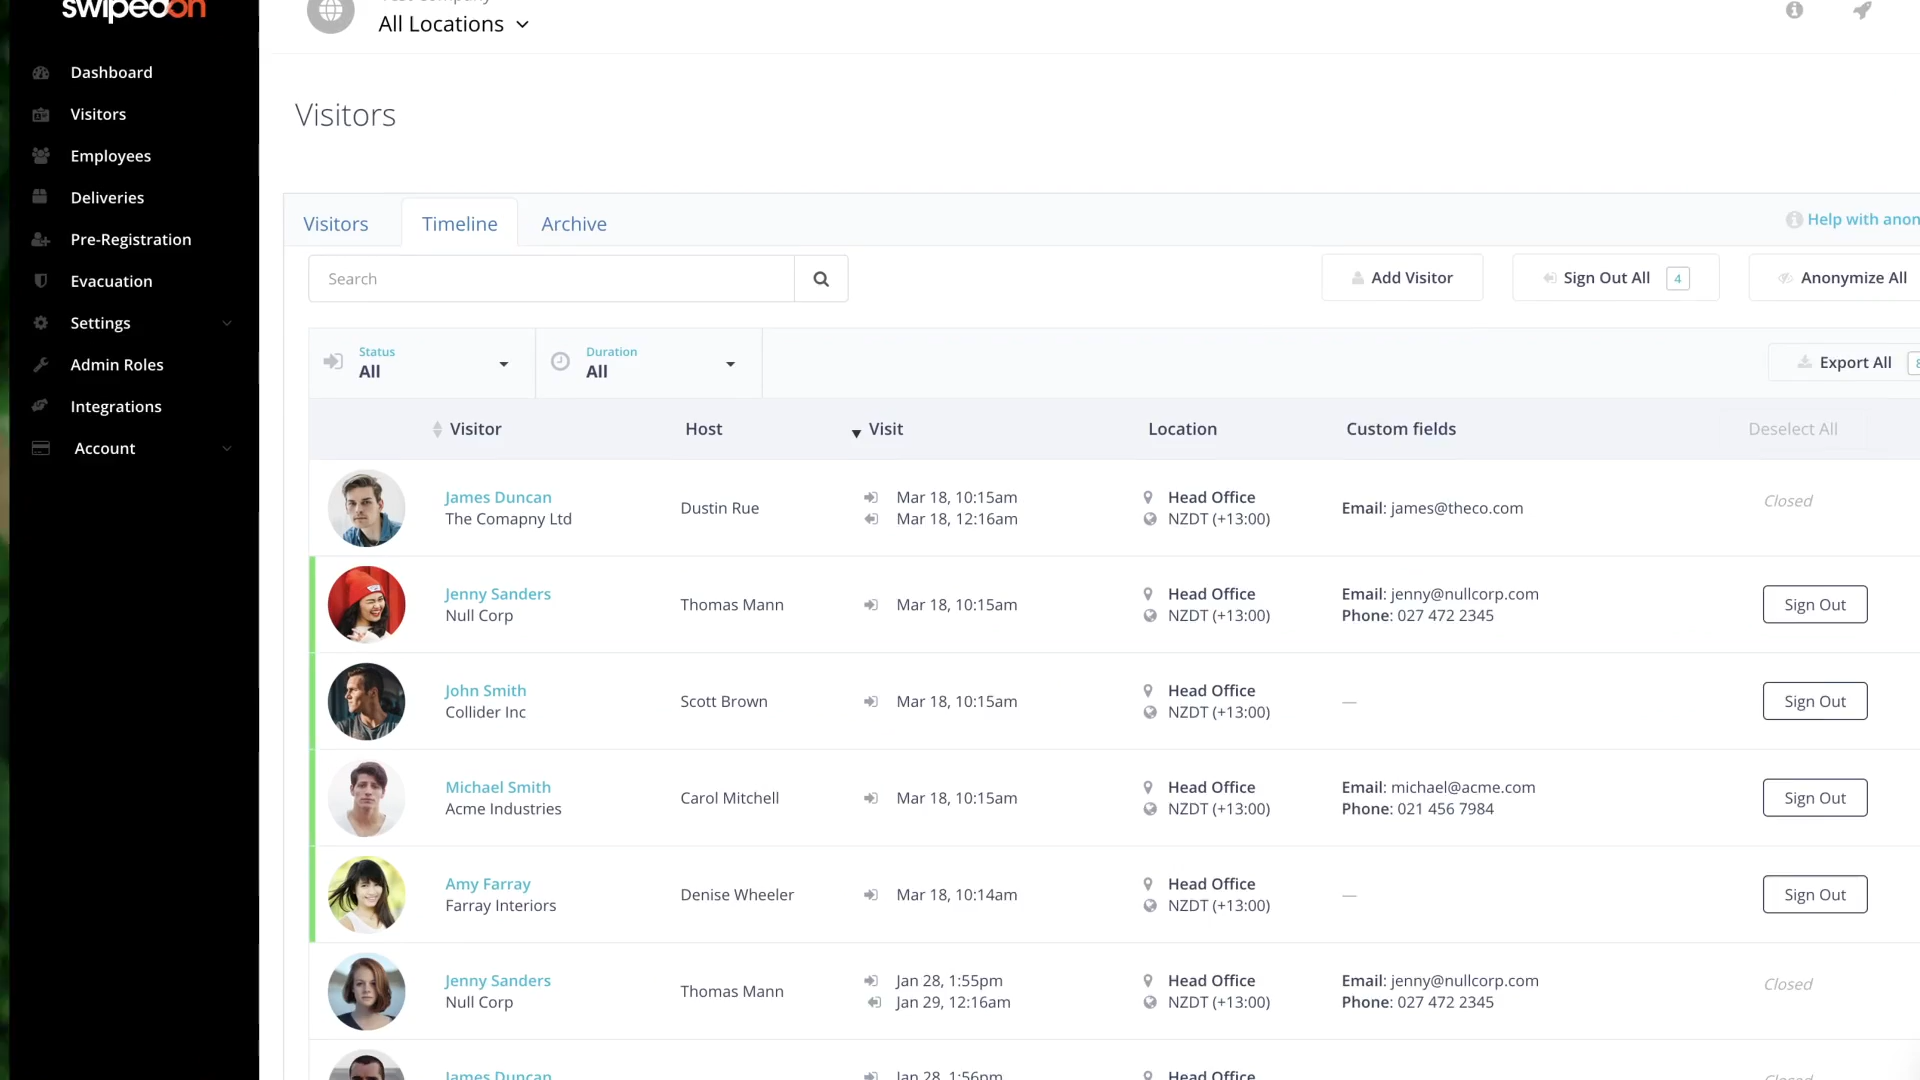 swipedon
Dashboard
Visitors
Employees
Deliveries
Pre-Registration
Evacuation
Settings
Admin Roles
Integrations
Account
All Locations
Visitors
Visitors Timeline Archive
Help with anon
Search
Add Visitor
Sign Out All 4
Anonymize All
Status
All
Duration
All
Export All
Visitor Host Visit Location Custom fields Deselect All
James Duncan
The Comapny Ltd
Dustin Rue
Mar 18, 10:15am
Mar 18, 12:16am
Head Office
NZDT (+13:00)
Email: james@theco.com
Closed
Jenny Sanders
Null Corp
Thomas Mann
Mar 18, 10:15am
Head Office
NZDT (+13:00)
Email: jenny@nullcorp.com
Phone: 027 472 2345
Sign Out
John Smith
Collider Inc
Scott Brown
Mar 18, 10:15am
Head Office
NZDT (+13:00)
—
Sign Out
Michael Smith
Acme Industries
Carol Mitchell
Mar 18, 10:15am
Head Office
NZDT (+13:00)
Email: michael@acme.com
Phone: 021 456 7984
Sign Out
Amy Farray
Farray Interiors
Denise Wheeler
Mar 18, 10:14am
Head Office
NZDT (+13:00)
—
Sign Out
Jenny Sanders
Null Corp
Thomas Mann
Jan 28, 1:55pm
Jan 29, 12:16am
Head Office
NZDT (+13:00)
Email: jenny@nullcorp.com
Phone: 027 472 2345
Closed
James Duncan
Jan 28, 1:56pm
Head Office
Closed